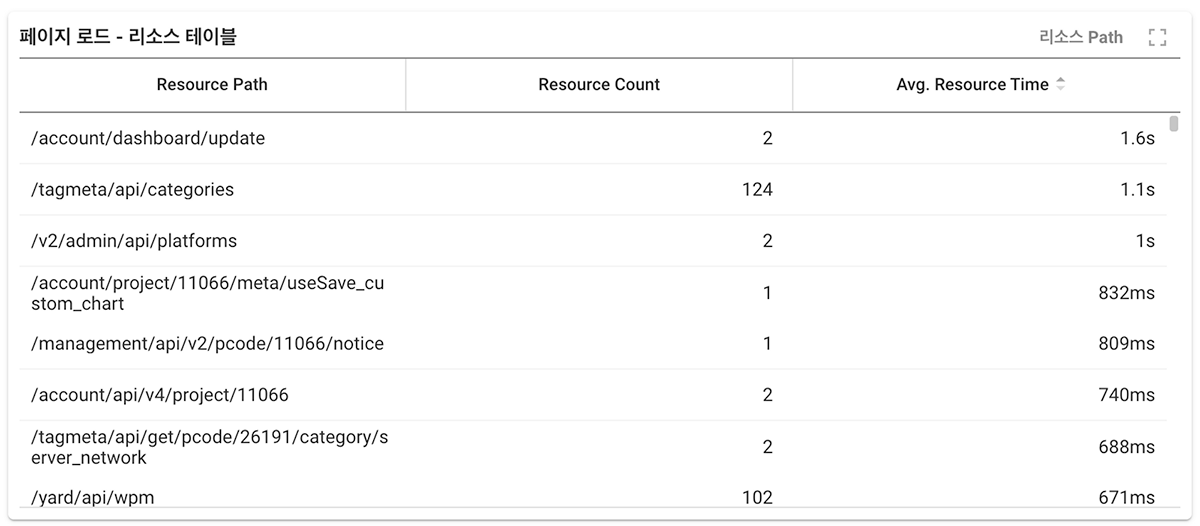 페이지 로드 - 리소스 테이블 리소스 Path
Resource Path Resource Count Avg. Resource Time
/account/dashboard/update 2 1.6s
/tagmeta/api/categories 124 1.1s
/v2/admin/api/platforms 2 1s
/account/project/11066/meta/useSave_cu
stom_chart 1 832ms
/management/api/v2/pcode/11066/notice 1 809ms
/account/api/v4/project/11066 2 740ms
/tagmeta/api/get/pcode/26191/category/s
erver_network 2 688ms
/yard/api/wpm 102 671ms